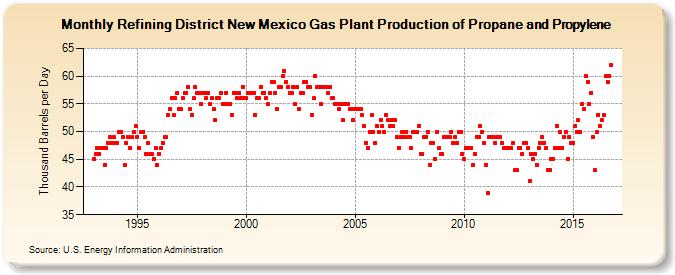 Monthly Refining District New Mexico Gas Plant Production of Propane and Propylene
Thousand Barrels per Day
65
60
55
50
45
40
35
1995 2000 2005 2010 2015
Source: U.S. Energy Information Administration